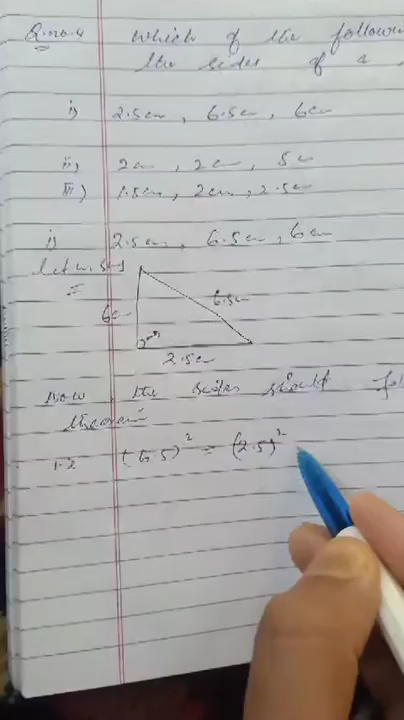 Q.no.4 Which of the follow
the sides of a
i) 2.5cm, 6.5cm, 6cm
ii) 2cm, 2cm, 5cm
iii) 1.5cm, 2cm, 2.5cm
i) 2.5cm, 6.5cm, 6cm
6.5cm
6cm
2.5cm
Now the sides should
theorem
(6.5)² = (2.5)²